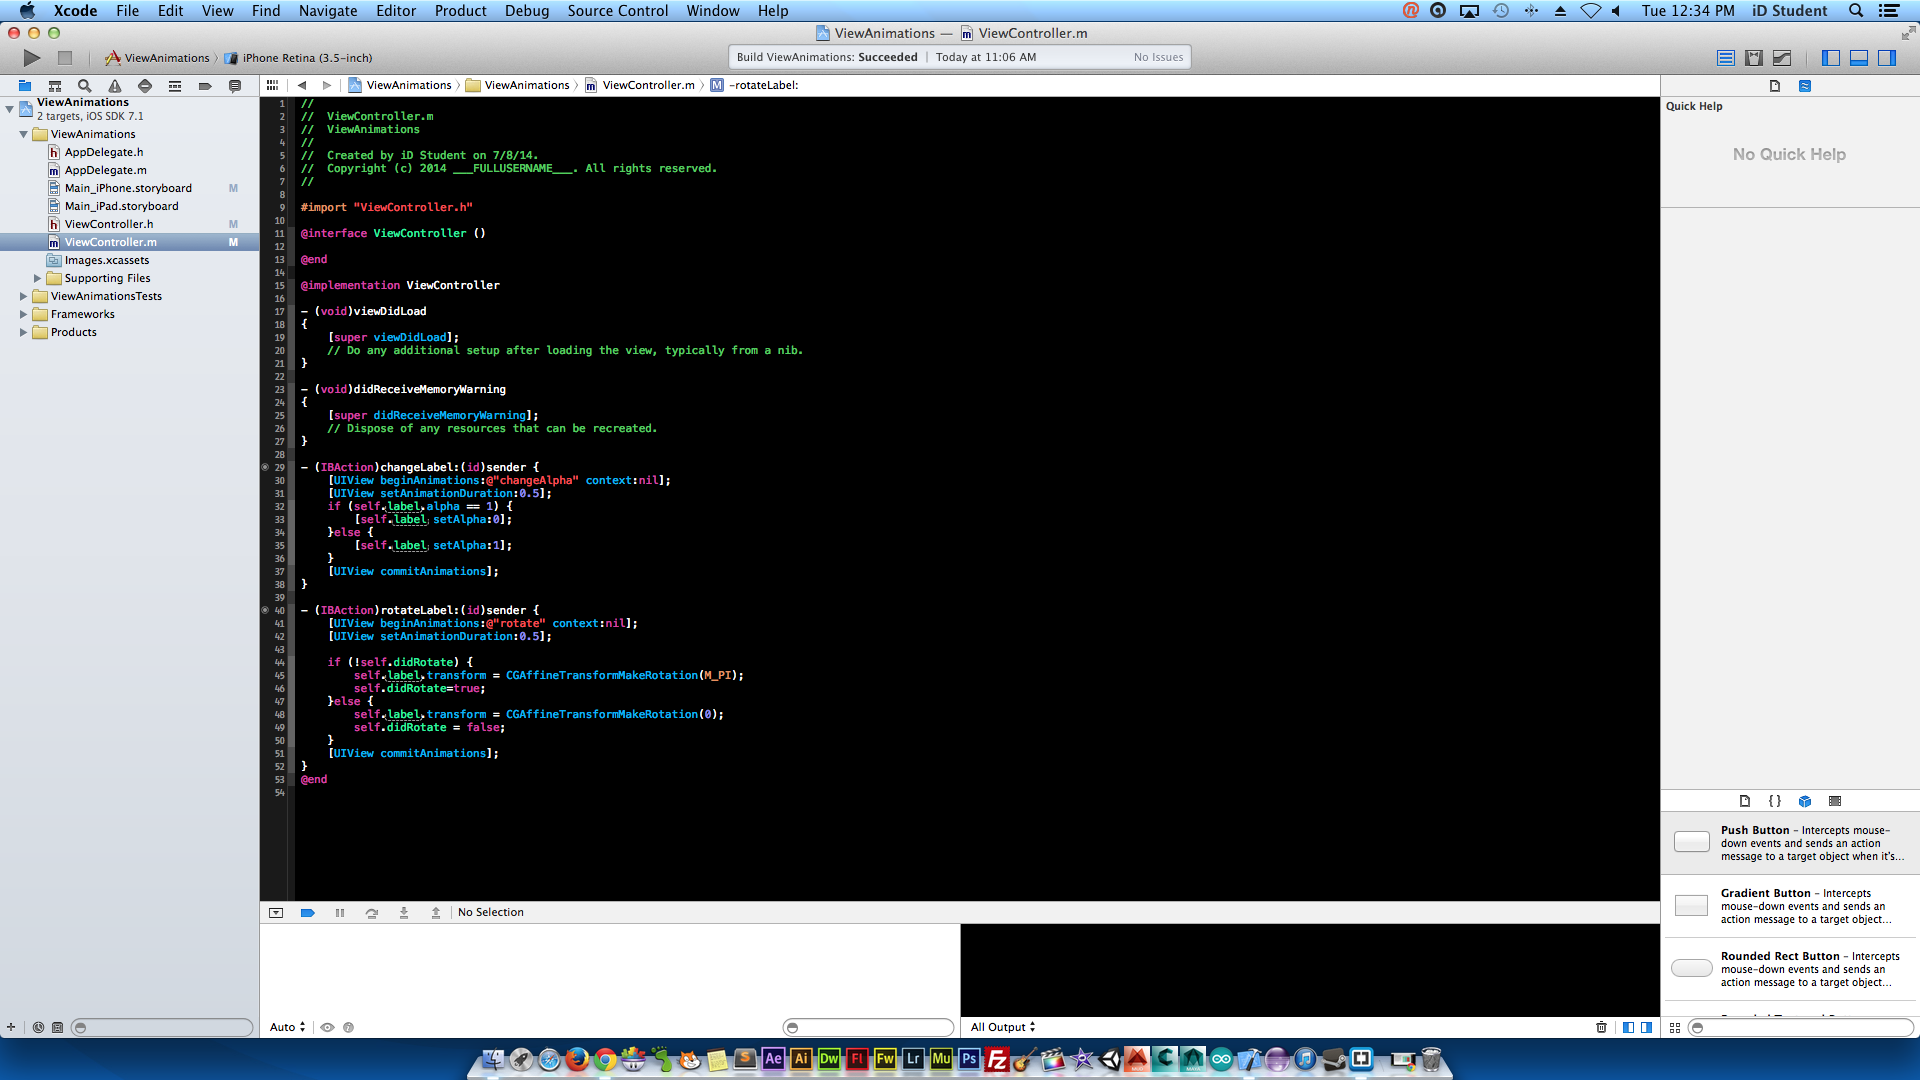 Xcode File Edit View Find Navigate Editor Product Debug Source Control Window Help Tue 12:34 PM iD Student
ViewAnimations — ViewController.m
ViewAnimations iPhone Retina (3.5-inch)
Build ViewAnimations: Succeeded Today at 11:06 AM No Issues
ViewAnimations
2 targets, iOS SDK 7.1
ViewAnimations
AppDelegate.h
AppDelegate.m
Main_iPhone.storyboard M
Main_iPad.storyboard
ViewController.h M
ViewController.m M
Images.xcassets
Supporting Files
ViewAnimationsTests
Frameworks
Products
ViewAnimations ViewAnimations ViewController.m M -rotateLabel:
1 //
2 //  ViewController.m
3 //  ViewAnimations
4 //
5 //  Created by iD Student on 7/8/14.
6 //  Copyright (c) 2014 ___FULLUSERNAME___. All rights reserved.
7 //
8
9 #import "ViewController.h"
10
11 @interface ViewController ()
12
13 @end
14
15 @implementation ViewController
16
17 - (void)viewDidLoad
18 {
19     [super viewDidLoad];
20     // Do any additional setup after loading the view, typically from a nib.
21 }
22
23 - (void)didReceiveMemoryWarning
24 {
25     [super didReceiveMemoryWarning];
26     // Dispose of any resources that can be recreated.
27 }
28
29 - (IBAction)changeLabel:(id)sender {
30     [UIView beginAnimations:@"changeAlpha" context:nil];
31     [UIView setAnimationDuration:0.5];
32     if (self.label.alpha == 1) {
33         [self.label setAlpha:0];
34     }else {
35         [self.label setAlpha:1];
36     }
37     [UIView commitAnimations];
38 }
39
40 - (IBAction)rotateLabel:(id)sender {
41     [UIView beginAnimations:@"rotate" context:nil];
42     [UIView setAnimationDuration:0.5];
43
44     if (!self.didRotate) {
45         self.label.transform = CGAffineTransformMakeRotation(M_PI);
46         self.didRotate=true;
47     }else {
48         self.label.transform = CGAffineTransformMakeRotation(0);
49         self.didRotate = false;
50     }
51     [UIView commitAnimations];
52 }
53 @end
54
No Selection
Auto
All Output
Quick Help
No Quick Help
{ }
Push Button - Intercepts mouse-
down events and sends an action
message to a target object when it's...
Gradient Button - Intercepts
mouse-down events and sends an
action message to a target object...
Rounded Rect Button - Intercepts
mouse-down events and sends an
action message to a target object...
S Ae Ai Dw Fl Fw Lr Mu Ps Fz